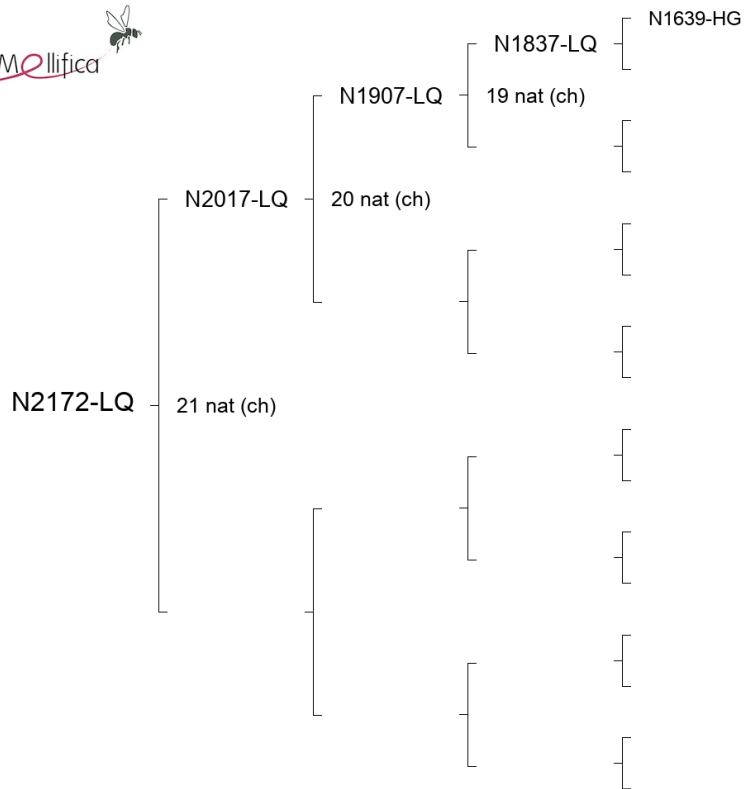 Mellifica
N1639-HG
N1837-LQ
N1907-LQ
19 nat (ch)
N2017-LQ
20 nat (ch)
N2172-LQ
21 nat (ch)